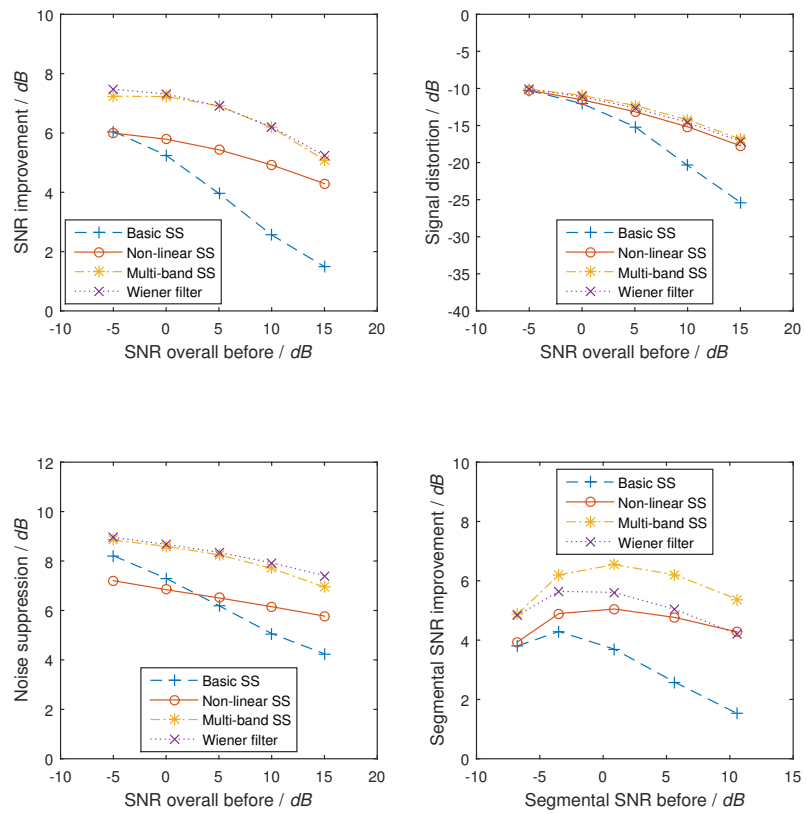 SNR improvement / dB
10
8
6
4
2
0
Basic SS
Non-linear SS
Multi-band SS
Wiener filter
-10 -5 0 5 10 15 20
SNR overall before / dB
Signal distortion / dB
0
-5
-10
-15
-20
-25
-30
-35
-40
Basic SS
Non-linear SS
Multi-band SS
Wiener filter
-10 -5 0 5 10 15 20
SNR overall before / dB
Noise suppression / dB
12
10
8
6
4
2
0
Basic SS
Non-linear SS
Multi-band SS
Wiener filter
-10 -5 0 5 10 15 20
SNR overall before / dB
Segmental SNR improvement / dB
10
8
6
4
2
0
Basic SS
Non-linear SS
Multi-band SS
Wiener filter
-10 -5 0 5 10 15
Segmental SNR before / dB